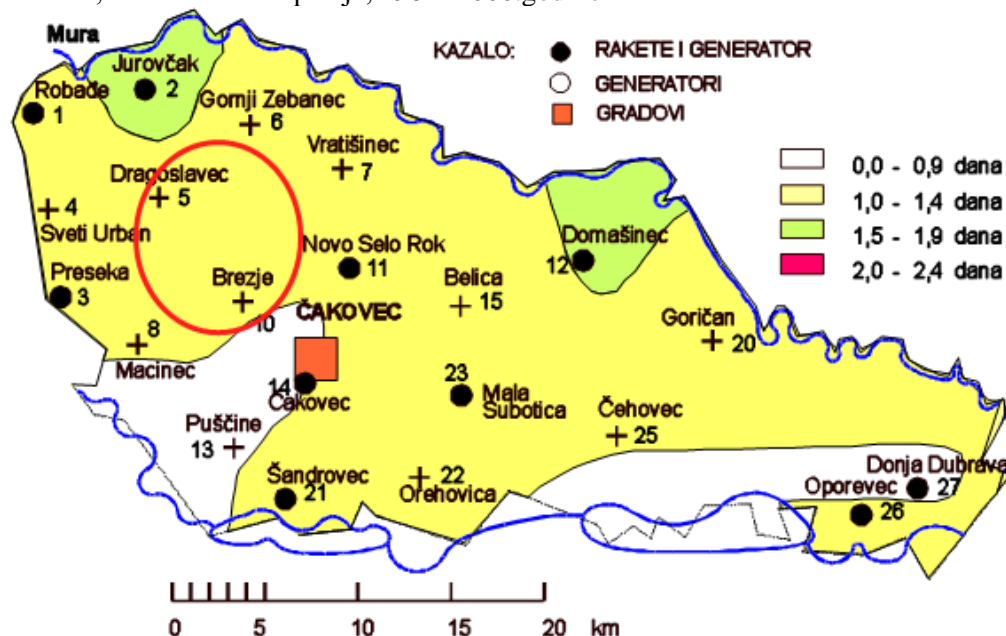 Mura
KAZALO:
RAKETE I GENERATOR
GENERATORI
GRADOVI
0,0 - 0,9 dana
1,0 - 1,4 dana
1,5 - 1,9 dana
2,0 - 2,4 dana
Jurovčak
2
Robađe
1
Gornji Zebanec
6
Vratišinec
7
Dragoslavec
5
4
Sveti Urban
Domašinec
12
Novo Selo Rok
11
Preseka
3
Brezje
10
Belica
15
ČAKOVEC
Goričan
20
8
Macinec
14
Čakovec
23
Mala
Subotica
Puščine
13
Čehovec
25
Šandrovec
21
22
Orehovica
Donja Dubrava
27
Oporevec
26
0 5 10 15 20 km